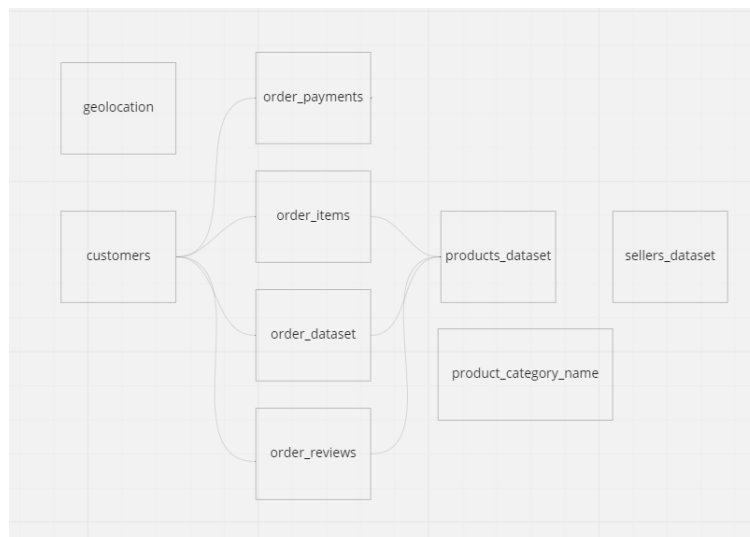 geolocation
order_payments
customers
order_items
products_dataset
sellers_dataset
order_dataset
product_category_name
order_reviews